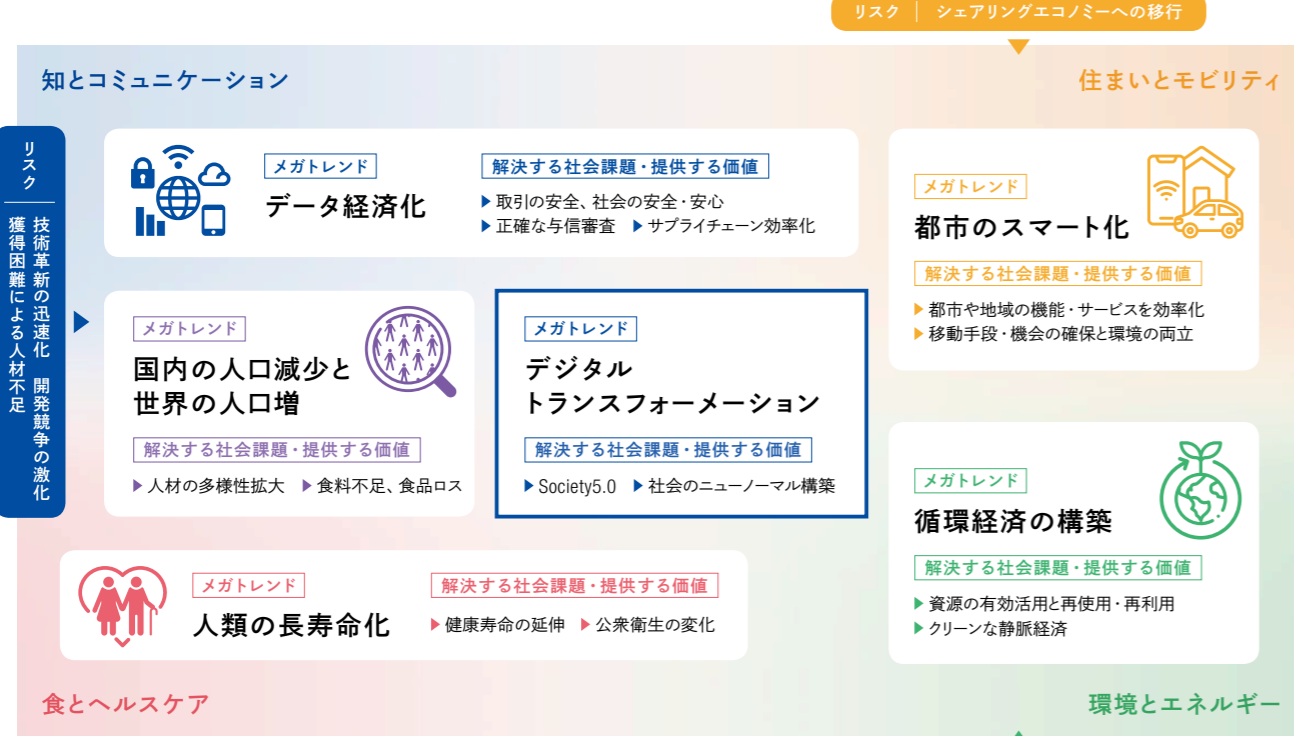 リスク｜シェアリングエコノミーへの移行
知とコミュニケーション
住まいとモビリティ
リスク
技術革新の迅速化　開発競争の激化
獲得困難による人材不足
メガトレンド
データ経済化
解決する社会課題・提供する価値
▶取引の安全、社会の安全・安心
▶正確な与信審査　▶サプライチェーン効率化
メガトレンド
都市のスマート化
解決する社会課題・提供する価値
▶都市や地域の機能・サービスを効率化
▶移動手段・機会の確保と環境の両立
メガトレンド
国内の人口減少と
世界の人口増
解決する社会課題・提供する価値
▶人材の多様性拡大　▶食料不足、食品ロス
メガトレンド
デジタル
トランスフォーメーション
解決する社会課題・提供する価値
▶Society5.0　▶社会のニューノーマル構築
メガトレンド
循環経済の構築
解決する社会課題・提供する価値
▶資源の有効活用と再使用・再利用
▶クリーンな静脈経済
メガトレンド
人類の長寿命化
解決する社会課題・提供する価値
▶健康寿命の延伸　▶公衆衛生の変化
食とヘルスケア
環境とエネルギー